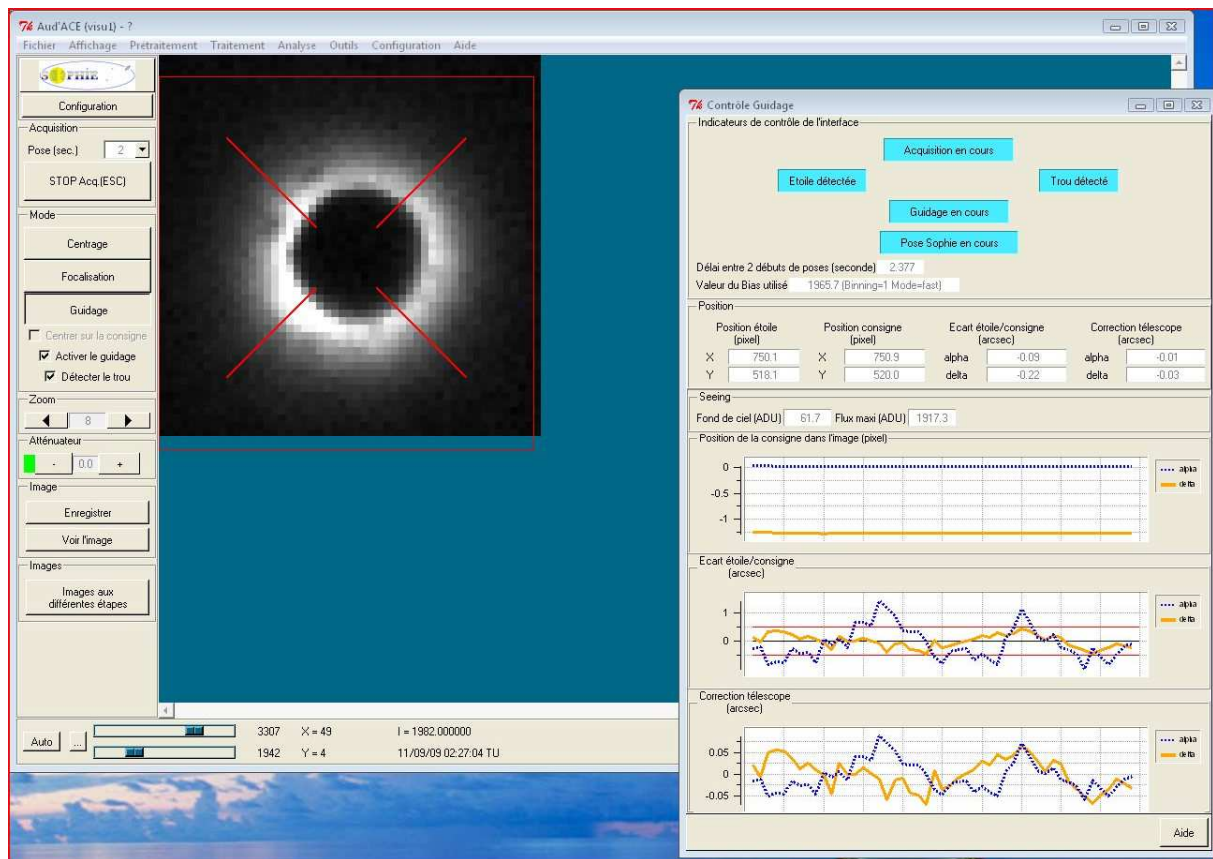 Aud'ACE (visu1) - ?
Fichier Affichage Prétraitement Traitement Analyse Outils Configuration Aide
SOPHIE
Configuration
Acquisition
Pose (sec.) 2
STOP Acq.(ESC)
Mode
Centrage
Focalisation
Guidage
Centrer sur la consigne
Activer le guidage
Détecter le trou
Zoom
8
Atténuateur
- 0.0 +
Image
Enregistrer
Voir l'image
Images
Images aux
différentes étapes
Auto ...
3307 X = 49 I = 1982.000000
1942 Y = 4 11/09/09 02:27:04 TU
Contrôle Guidage
Indicateurs de contrôle de l'interface
Acquisition en cours
Etoile détectée Trou détecté
Guidage en cours
Pose Sophie en cours
Délai entre 2 débuts de poses (seconde) 2.377
Valeur du Bias utilisé 1965.7 (Binning=1 Mode=fast)
Position
Position étoile Position consigne Ecart étoile/consigne Correction télescope
(pixel) (pixel) (arcsec) (arcsec)
X 750.1 X 750.9 alpha -0.09 alpha -0.01
Y 518.1 Y 520.0 delta -0.22 delta -0.03
Seeing
Fond de ciel (ADU) 61.7 Flux maxi (ADU) 1917.3
Position de la consigne dans l'image (pixel)
0
-0.5
-1
alpha
delta
Ecart étoile/consigne
(arcsec)
1
0
alpha
delta
Correction télescope
(arcsec)
0.05
0
-0.05
alpha
delta
Aide